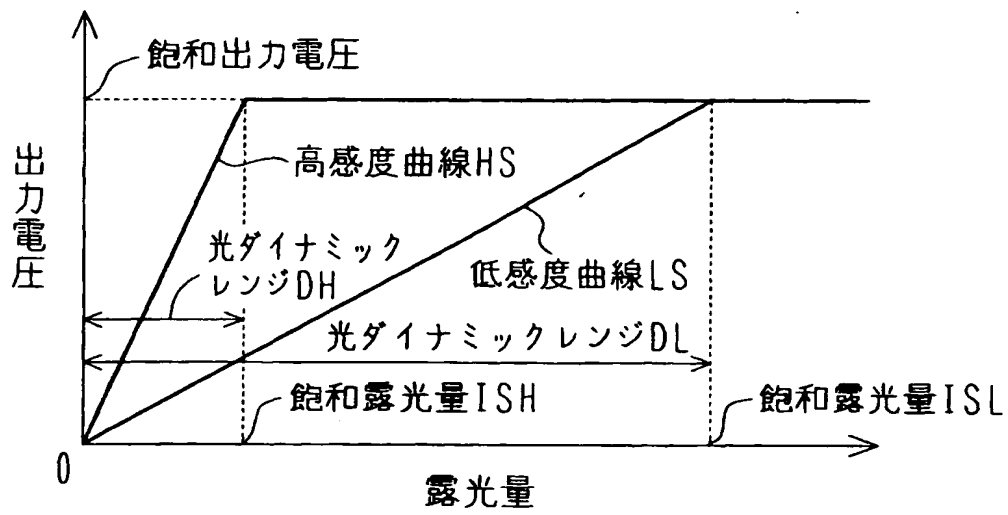 飽和出力電圧
出力電圧
高感度曲線HS
光ダイナミック
レンジDH
低感度曲線LS
光ダイナミックレンジDL
飽和露光量ISH
飽和露光量ISL
0
露光量